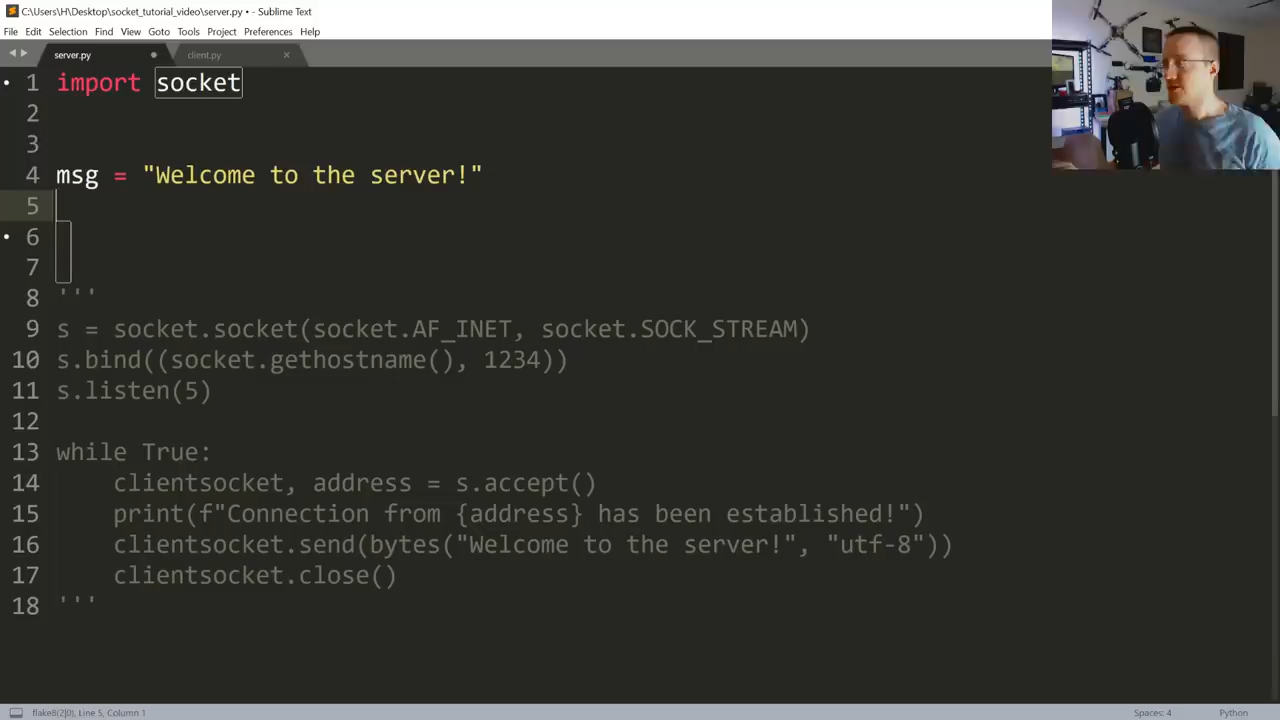 C:\Users\H\Desktop\socket_tutorial_video\server.py • - Sublime Text
File Edit Selection Find View Goto Tools Project Preferences Help
server.py client.py ×
1 import socket
2
3
4 msg = "Welcome to the server!"
5
6
7
8 '''
9 s = socket.socket(socket.AF_INET, socket.SOCK_STREAM)
10 s.bind((socket.gethostname(), 1234))
11 s.listen(5)
12
13 while True:
14     clientsocket, address = s.accept()
15     print(f"Connection from {address} has been established!")
16     clientsocket.send(bytes("Welcome to the server!", "utf-8"))
17     clientsocket.close()
18 '''
flake8(2|0), Line 5, Column 1 Spaces: 4 Python